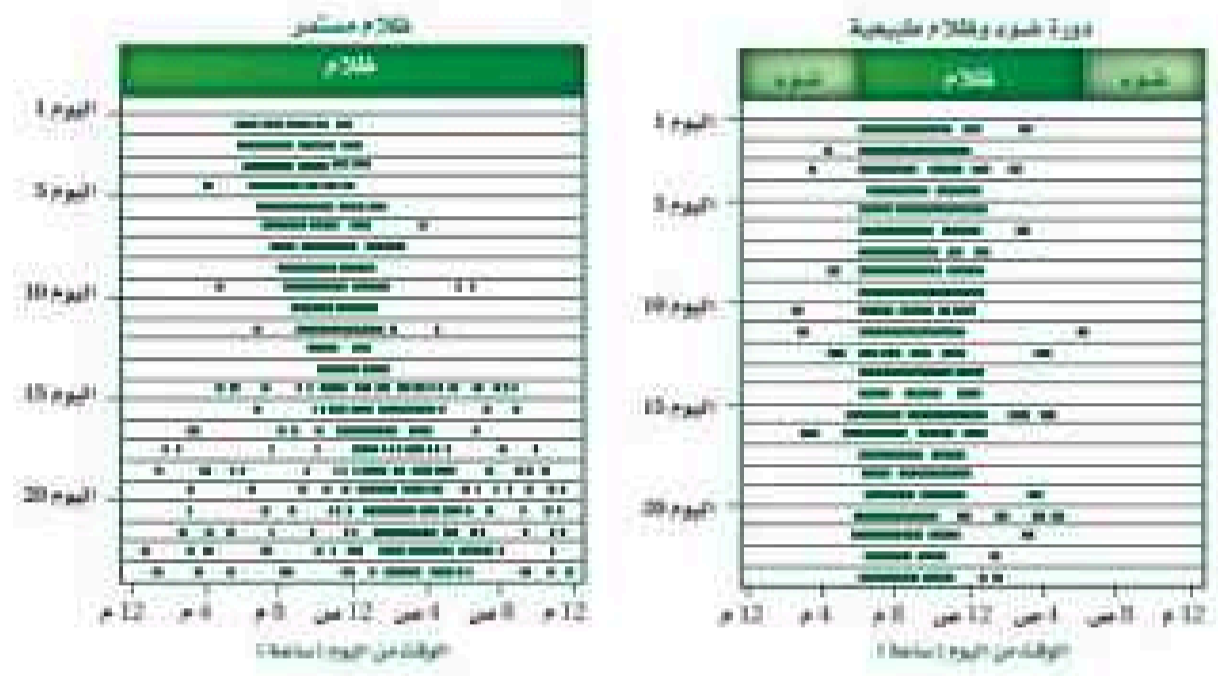 دورة ضوء وظلام طبيعية
ضوء ظلام ضوء
اليوم 1
اليوم 5
اليوم 10
اليوم 15
اليوم 20
12 م 4 م 8 م 12 ص 4 ص 8 ص 12 م
الوقت من اليوم (ساعة)
ظلام مستمر
ظلام
اليوم 1
اليوم 5
اليوم 10
اليوم 15
اليوم 20
12 م 4 م 8 م 12 ص 4 ص 8 ص 12 م
الوقت من اليوم (ساعة)